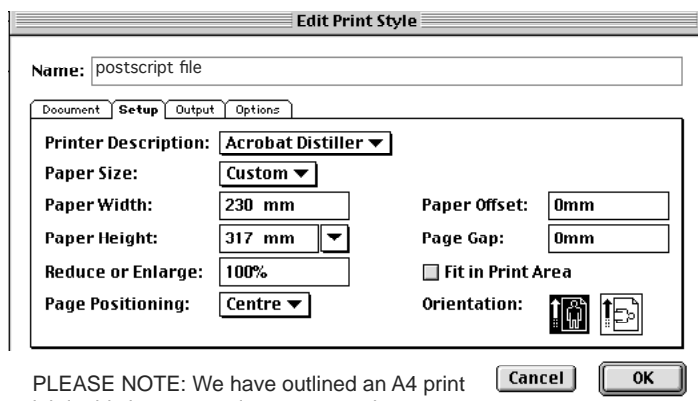 Edit Print Style
Name: postscript file
Document Setup Output Options
Printer Description: Acrobat Distiller
Paper Size: Custom
Paper Width: 230 mm Paper Offset: 0mm
Paper Height: 317 mm Page Gap: 0mm
Reduce or Enlarge: 100% Fit in Print Area
Page Positioning: Centre Orientation:
PLEASE NOTE: We have outlined an A4 print
Cancel OK